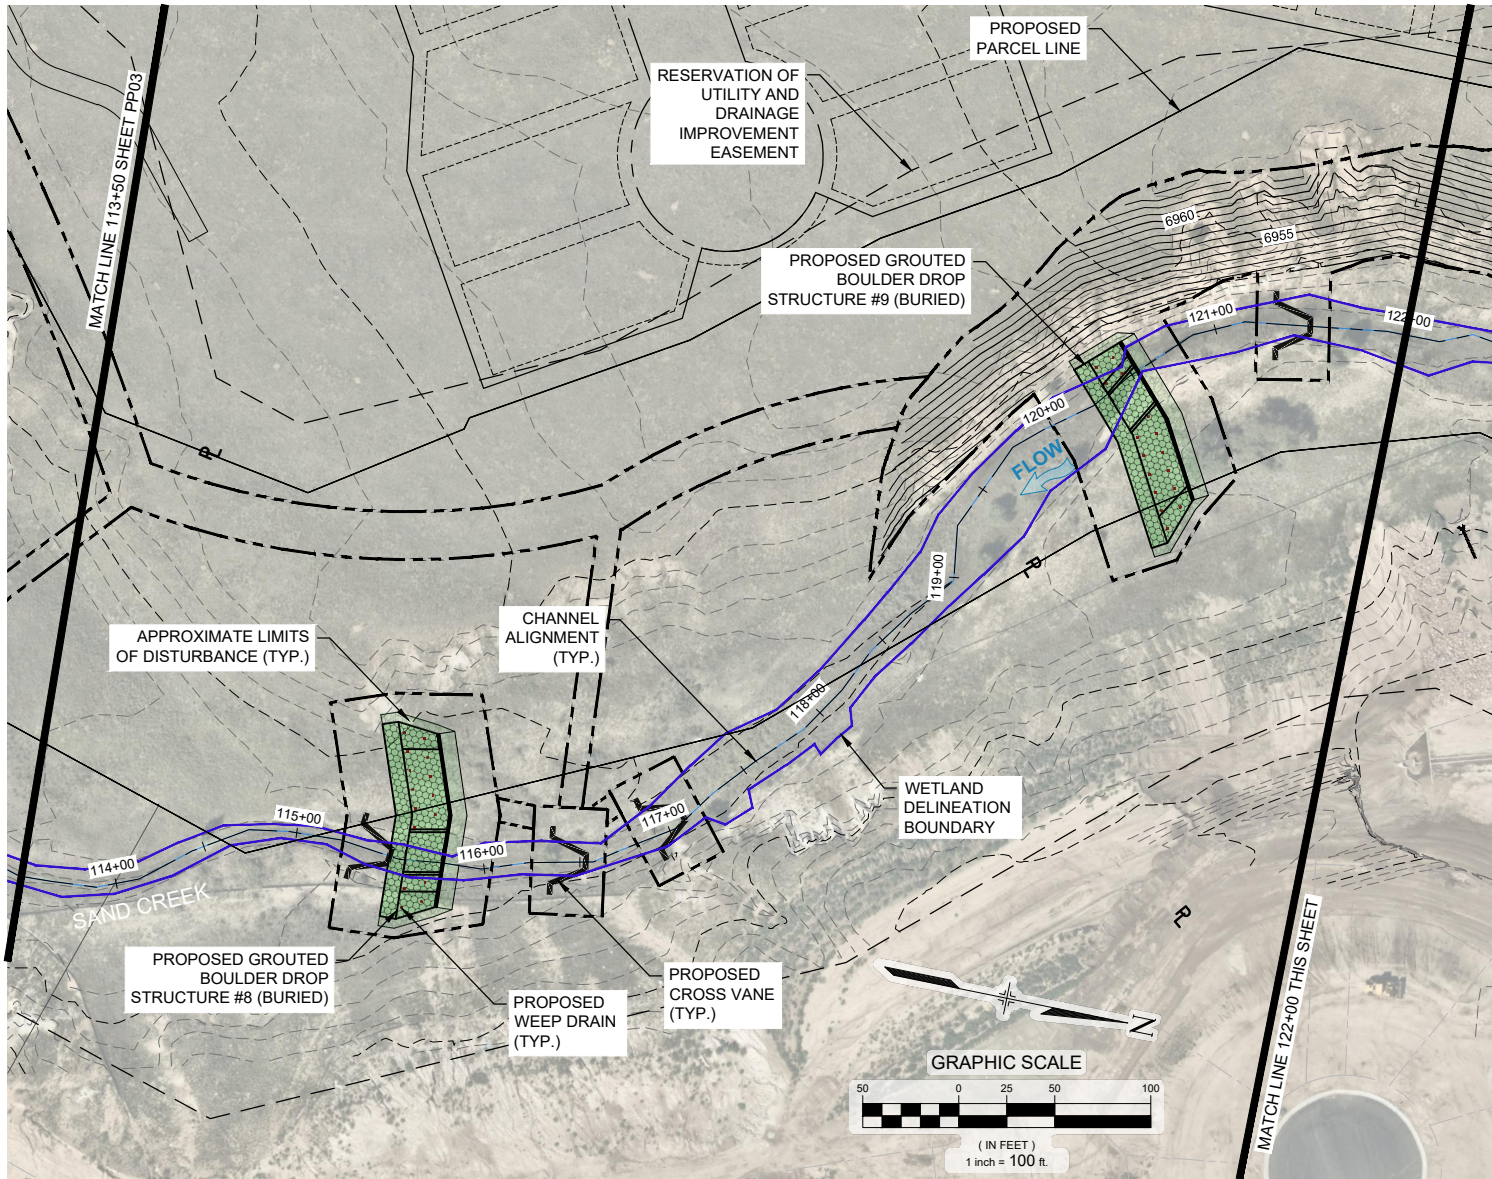 PROPOSED
PARCEL LINE
RESERVATION OF
UTILITY AND
DRAINAGE
IMPROVEMENT
EASEMENT
MATCH LINE 113+50 SHEET PP03
6960
6955
PROPOSED GROUTED
BOULDER DROP
STRUCTURE #9 (BURIED)
121+00
122+00
120+00
FLOW
PL
119+00
PL
CHANNEL
ALIGNMENT
(TYP.)
APPROXIMATE LIMITS
OF DISTURBANCE (TYP.)
118+00
WETLAND
DELINEATION
BOUNDARY
117+00
115+00
116+00
114+00
SAND CREEK
PL
PROPOSED GROUTED
BOULDER DROP
STRUCTURE #8 (BURIED)
PROPOSED
WEEP DRAIN
(TYP.)
PROPOSED
CROSS VANE
(TYP.)
N
MATCH LINE 122+00 THIS SHEET
GRAPHIC SCALE
50 0 25 50 100
( IN FEET )
1 inch = 100 ft.